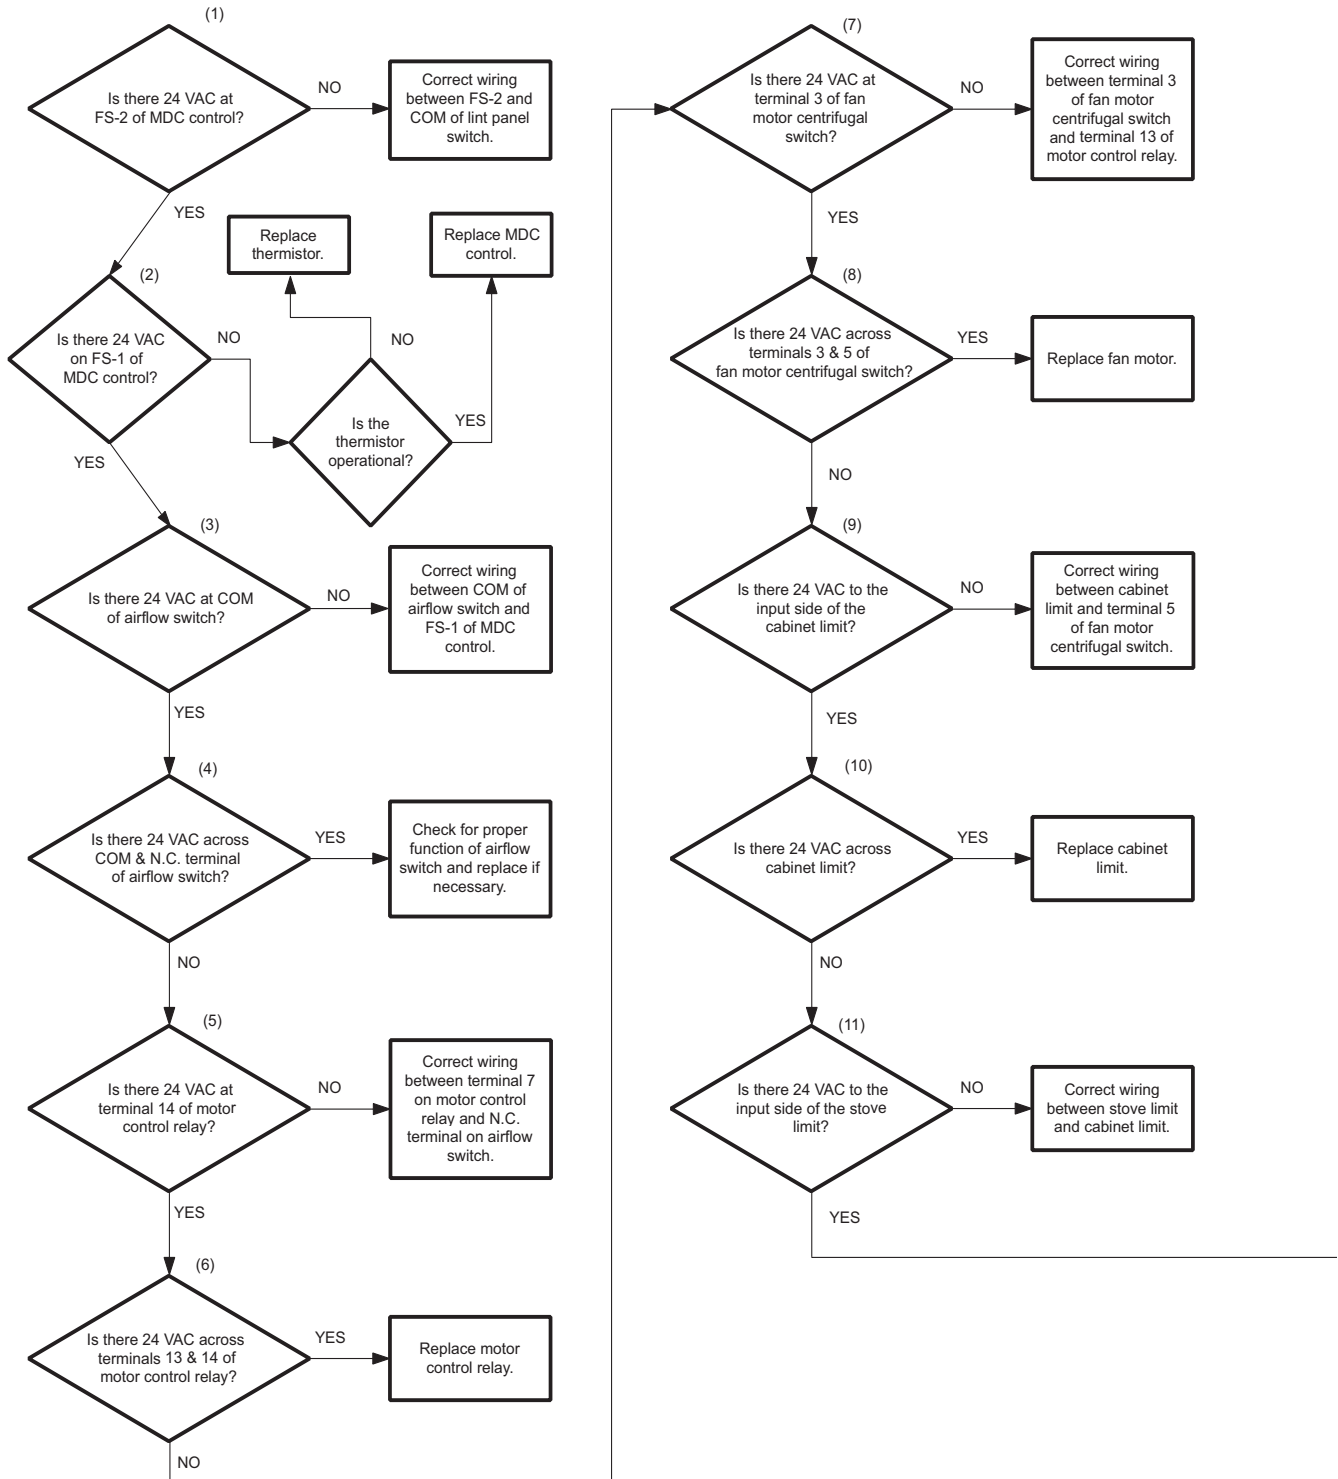 (1)
Is there 24 VAC at
FS-2 of MDC control?
NO
Correct wiring
between FS-2 and
COM of lint panel
switch.
YES
(2)
Is there 24 VAC
on FS-1 of
MDC control?
NO
Replace
thermistor.
Replace MDC
control.
NO
Is the
thermistor
operational?
YES
YES
(3)
Is there 24 VAC at COM
of airflow switch?
NO
Correct wiring
between COM of
airflow switch and
FS-1 of MDC
control.
YES
(4)
Is there 24 VAC across
COM & N.C. terminal
of airflow switch?
YES
Check for proper
function of airflow
switch and replace if
necessary.
NO
(5)
Is there 24 VAC at
terminal 14 of motor
control relay?
NO
Correct wiring
between terminal 7
on motor control
relay and N.C.
terminal on airflow
switch.
YES
(6)
Is there 24 VAC across
terminals 13 & 14 of
motor control relay?
YES
Replace motor
control relay.
NO
(7)
Is there 24 VAC at
terminal 3 of fan
motor centrifugal
switch?
NO
Correct wiring
between terminal 3
of fan motor
centrifugal switch
and terminal 13 of
motor control relay.
YES
(8)
Is there 24 VAC across
terminals 3 & 5 of
fan motor centrifugal switch?
YES
Replace fan motor.
NO
(9)
Is there 24 VAC to the
input side of the
cabinet limit?
NO
Correct wiring
between cabinet
limit and terminal 5
of fan motor
centrifugal switch.
YES
(10)
Is there 24 VAC across
cabinet limit?
YES
Replace cabinet
limit.
NO
(11)
Is there 24 VAC to the
input side of the stove
limit?
NO
Correct wiring
between stove limit
and cabinet limit.
YES